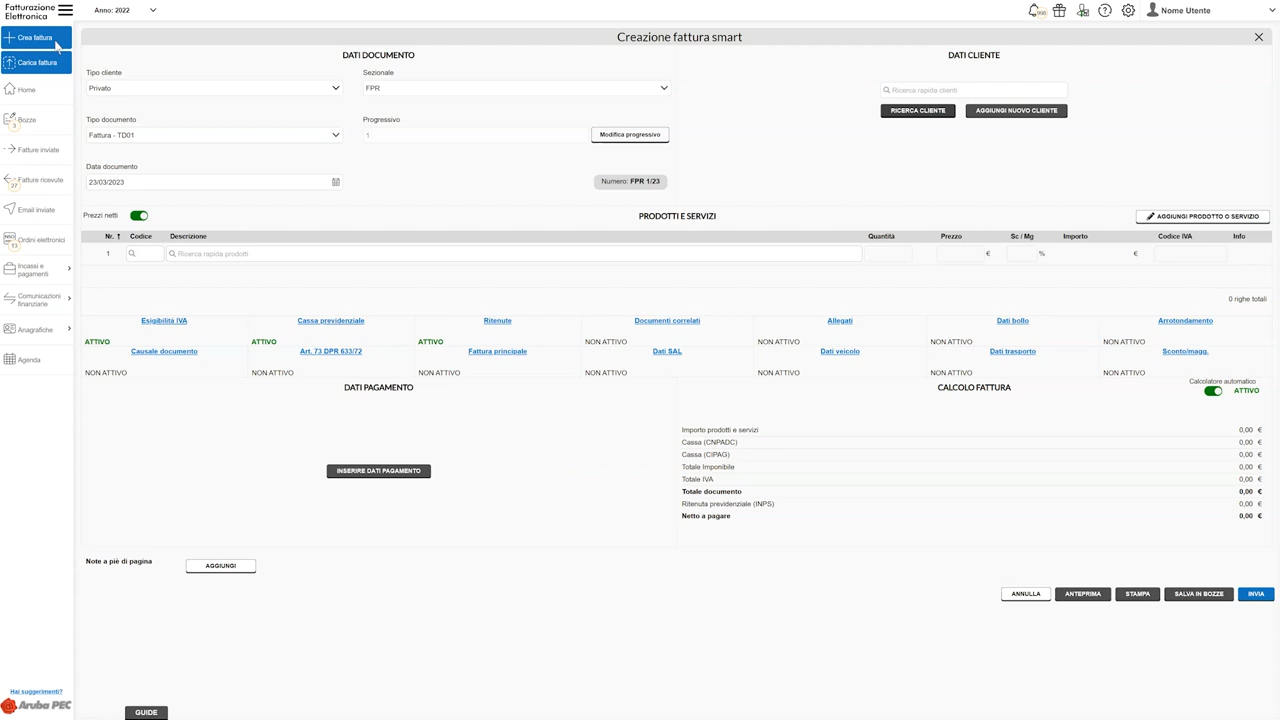 Fatturazione
Elettronica
Anno: 2022
998
Nome Utente
Crea fattura
Carica fattura
Home
Bozze
3
Fatture inviate
Fatture ricevute
27
Email inviate
NSO
Ordini elettronici
13
Incassi e
pagamenti
Comunicazioni
finanziarie
Anagrafiche
Agenda
Hai suggerimenti?
Aruba PEC
Creazione fattura smart
DATI DOCUMENTO
Tipo cliente
Sezionale
Privato
FPR
Tipo documento
Progressivo
Fattura - TD01
1
Modifica progressivo
Data documento
23/03/2023
Numero: FPR 1/23
DATI CLIENTE
Ricerca rapida clienti
RICERCA CLIENTE
AGGIUNGI NUOVO CLIENTE
Prezzi netti
PRODOTTI E SERVIZI
AGGIUNGI PRODOTTO O SERVIZIO
Nr. Codice Descrizione Quantità Prezzo Sc / Mg Importo Codice IVA Info
1 Ricerca rapida prodotti € % €
0 righe totali
Esigibilità IVA Cassa previdenziale Ritenute Documenti correlati Allegati Dati bollo Arrotondamento
ATTIVO ATTIVO ATTIVO NON ATTIVO NON ATTIVO NON ATTIVO NON ATTIVO
Causale documento Art. 73 DPR 633/72 Fattura principale Dati SAL Dati veicolo Dati trasporto Sconto/magg.
NON ATTIVO NON ATTIVO NON ATTIVO NON ATTIVO NON ATTIVO NON ATTIVO NON ATTIVO
DATI PAGAMENTO
INSERIRE DATI PAGAMENTO
CALCOLO FATTURA
Calcolatore automatico
ATTIVO
Importo prodotti e servizi 0,00 €
Cassa (CNPADC) 0,00 €
Cassa (CIPAG) 0,00 €
Totale Imponibile 0,00 €
Totale IVA 0,00 €
Totale documento 0,00 €
Ritenuta previdenziale (INPS) 0,00 €
Netto a pagare 0,00 €
Note a piè di pagina
AGGIUNGI
ANNULLA
ANTEPRIMA
STAMPA
SALVA IN BOZZE
INVIA
GUIDE